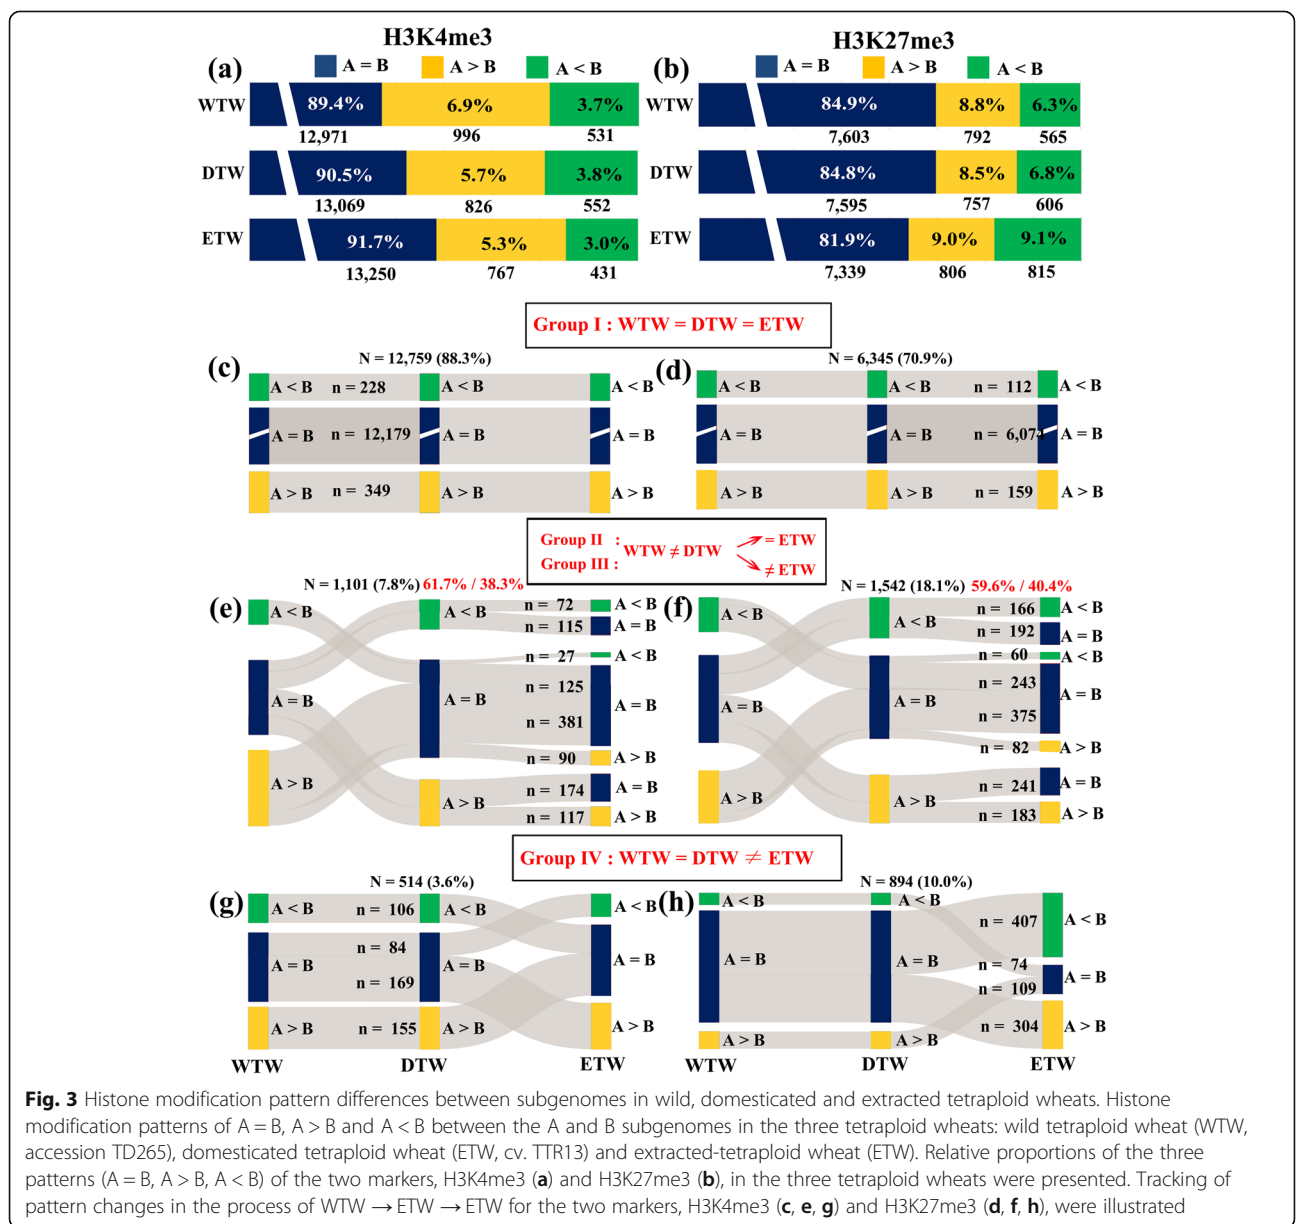 H3K4me3
H3K27me3
(a) A = B A > B A < B
(b) A = B A > B A < B
WTW 89.4% 6.9% 3.7%
12,971 996 531
DTW 90.5% 5.7% 3.8%
13,069 826 552
ETW 91.7% 5.3% 3.0%
13,250 767 431
WTW 84.9% 8.8% 6.3%
7,603 792 565
DTW 84.8% 8.5% 6.8%
7,595 757 606
ETW 81.9% 9.0% 9.1%
7,339 806 815
Group I : WTW = DTW = ETW
(c) N = 12,759 (88.3%)
A < B n = 228 A < B A < B
A = B n = 12,179 A = B A = B
A > B n = 349 A > B A > B
(d) N = 6,345 (70.9%)
A < B A < B n = 112 A < B
A = B A = B n = 6,074 A = B
A > B A > B n = 159 A > B
Group II : WTW ≠ DTW = ETW
Group III : ≠ ETW
N = 1,101 (7.8%) 61.7% / 38.3%
(e) A < B A < B n = 72 A < B
n = 115 A = B
n = 27 A < B
n = 125
A = B A = B A = B
n = 381
n = 90 A > B
A > B n = 174 A = B
A > B n = 117 A > B
N = 1,542 (18.1%) 59.6% / 40.4%
(f) A < B A < B n = 166 A < B
n = 192 A = B
n = 60 A < B
n = 243
A = B A = B A = B
n = 375
n = 82 A > B
n = 241 A = B
A > B A > B n = 183 A > B
Group IV : WTW = DTW ≠ ETW
N = 514 (3.6%)
(g) A < B n = 106 A < B A < B
n = 84
A = B A = B A = B
n = 169
A > B n = 155 A > B A > B
WTW DTW ETW
N = 894 (10.0%)
(h) A < B A < B n = 407 A < B
A = B A = B n = 74 A = B
n = 109
A > B A > B n = 304 A > B
WTW DTW ETW
Fig. 3 Histone modification pattern differences between subgenomes in wild, domesticated and extracted tetraploid wheats. Histone
modification patterns of A = B, A > B and A < B between the A and B subgenomes in the three tetraploid wheats: wild tetraploid wheat (WTW,
accession TD265), domesticated tetraploid wheat (ETW, cv. TTR13) and extracted-tetraploid wheat (ETW). Relative proportions of the three
patterns (A = B, A > B, A < B) of the two markers, H3K4me3 (a) and H3K27me3 (b), in the three tetraploid wheats were presented. Tracking of
pattern changes in the process of WTW → ETW → ETW for the two markers, H3K4me3 (c, e, g) and H3K27me3 (d, f, h), were illustrated